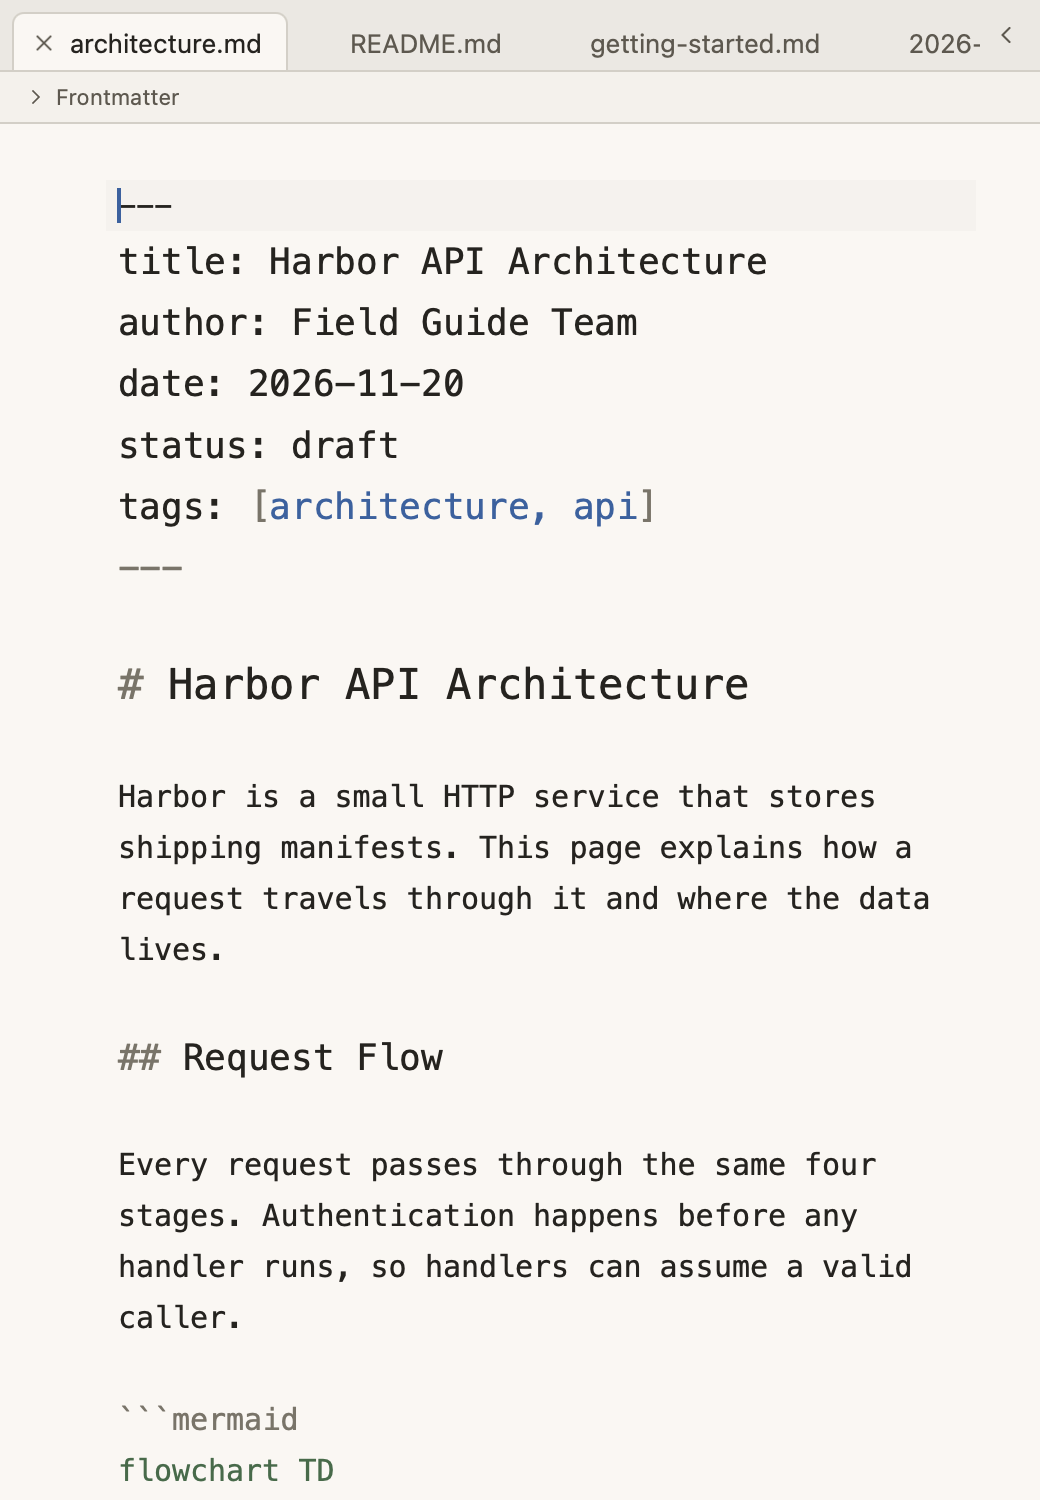 architecture.md README.md getting-started.md 2026-
Frontmatter
---
title: Harbor API Architecture
author: Field Guide Team
date: 2026-11-20
status: draft
tags: [architecture, api]
---
# Harbor API Architecture
Harbor is a small HTTP service that stores
shipping manifests. This page explains how a
request travels through it and where the data
lives.
## Request Flow
Every request passes through the same four
stages. Authentication happens before any
handler runs, so handlers can assume a valid
caller.
```mermaid
flowchart TD